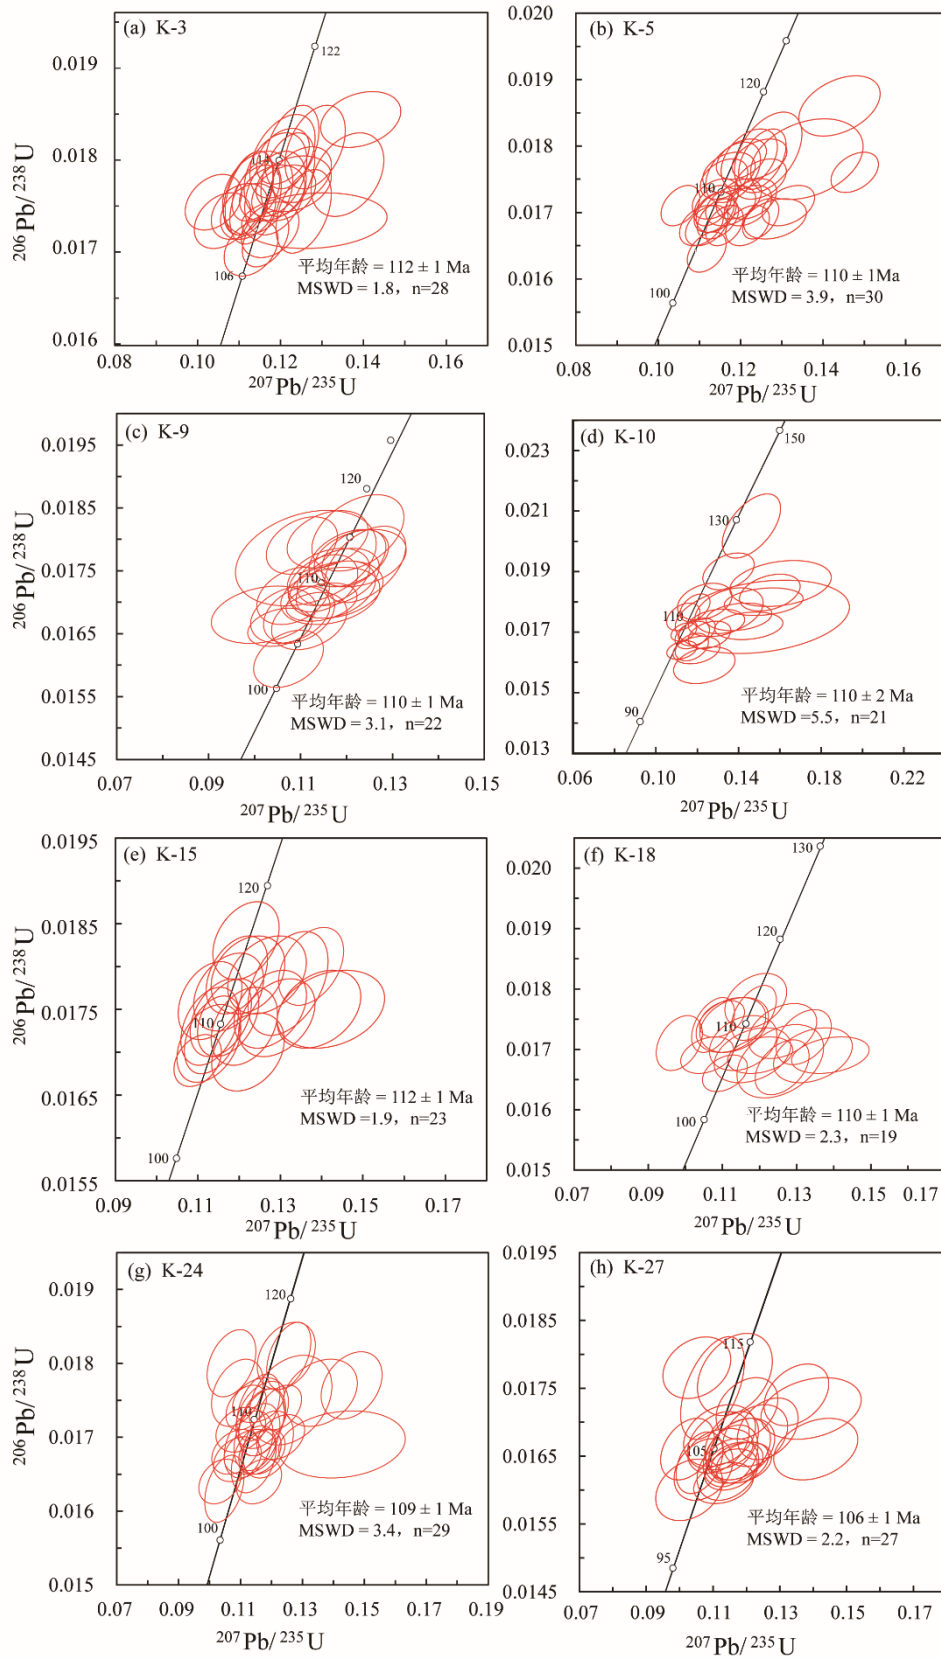 (a) K-3
0.019
0.018
0.017
0.016
122
114
106
平均年龄 = 112 ± 1 Ma
MSWD = 1.8, n=28
0.08 0.10 0.12 0.14 0.16
²⁰⁷Pb/²³⁵U
²⁰⁶Pb/²³⁸U
(b) K-5
0.020
0.019
0.018
0.017
0.016
0.015
120
110
100
平均年龄 = 110 ± 1Ma
MSWD = 3.9, n=30
0.08 0.10 0.12 0.14 0.16
²⁰⁷Pb/²³⁵U
(c) K-9
0.0195
0.0185
0.0175
0.0165
0.0155
0.0145
120
110
100
平均年龄 = 110 ± 1 Ma
MSWD = 3.1, n=22
0.07 0.09 0.11 0.13 0.15
²⁰⁷Pb/²³⁵U
²⁰⁶Pb/²³⁸U
(d) K-10
0.023
0.021
0.019
0.017
0.015
0.013
150
130
110
90
平均年龄 = 110 ± 2 Ma
MSWD =5.5, n=21
0.06 0.10 0.14 0.18 0.22
²⁰⁷Pb/²³⁵U
(e) K-15
0.0195
0.0185
0.0175
0.0165
0.0155
120
110
100
平均年龄 = 112 ± 1 Ma
MSWD =1.9, n=23
0.09 0.11 0.13 0.15 0.17
²⁰⁷Pb/²³⁵U
²⁰⁶Pb/²³⁸U
(f) K-18
0.020
0.019
0.018
0.017
0.016
0.015
130
120
110
100
平均年龄 = 110 ± 1 Ma
MSWD = 2.3, n=19
0.07 0.09 0.11 0.13 0.15 0.17
²⁰⁷Pb/²³⁵U
(g) K-24
0.019
0.018
0.017
0.016
0.015
120
110
100
平均年龄 = 109 ± 1 Ma
MSWD = 3.4, n=29
0.07 0.09 0.11 0.13 0.15 0.17 0.19
²⁰⁷Pb/²³⁵U
²⁰⁶Pb/²³⁸U
(h) K-27
0.0195
0.0185
0.0175
0.0165
0.0155
0.0145
115
105
95
平均年龄 = 106 ± 1 Ma
MSWD = 2.2, n=27
0.07 0.09 0.11 0.13 0.15 0.17
²⁰⁷Pb/²³⁵U